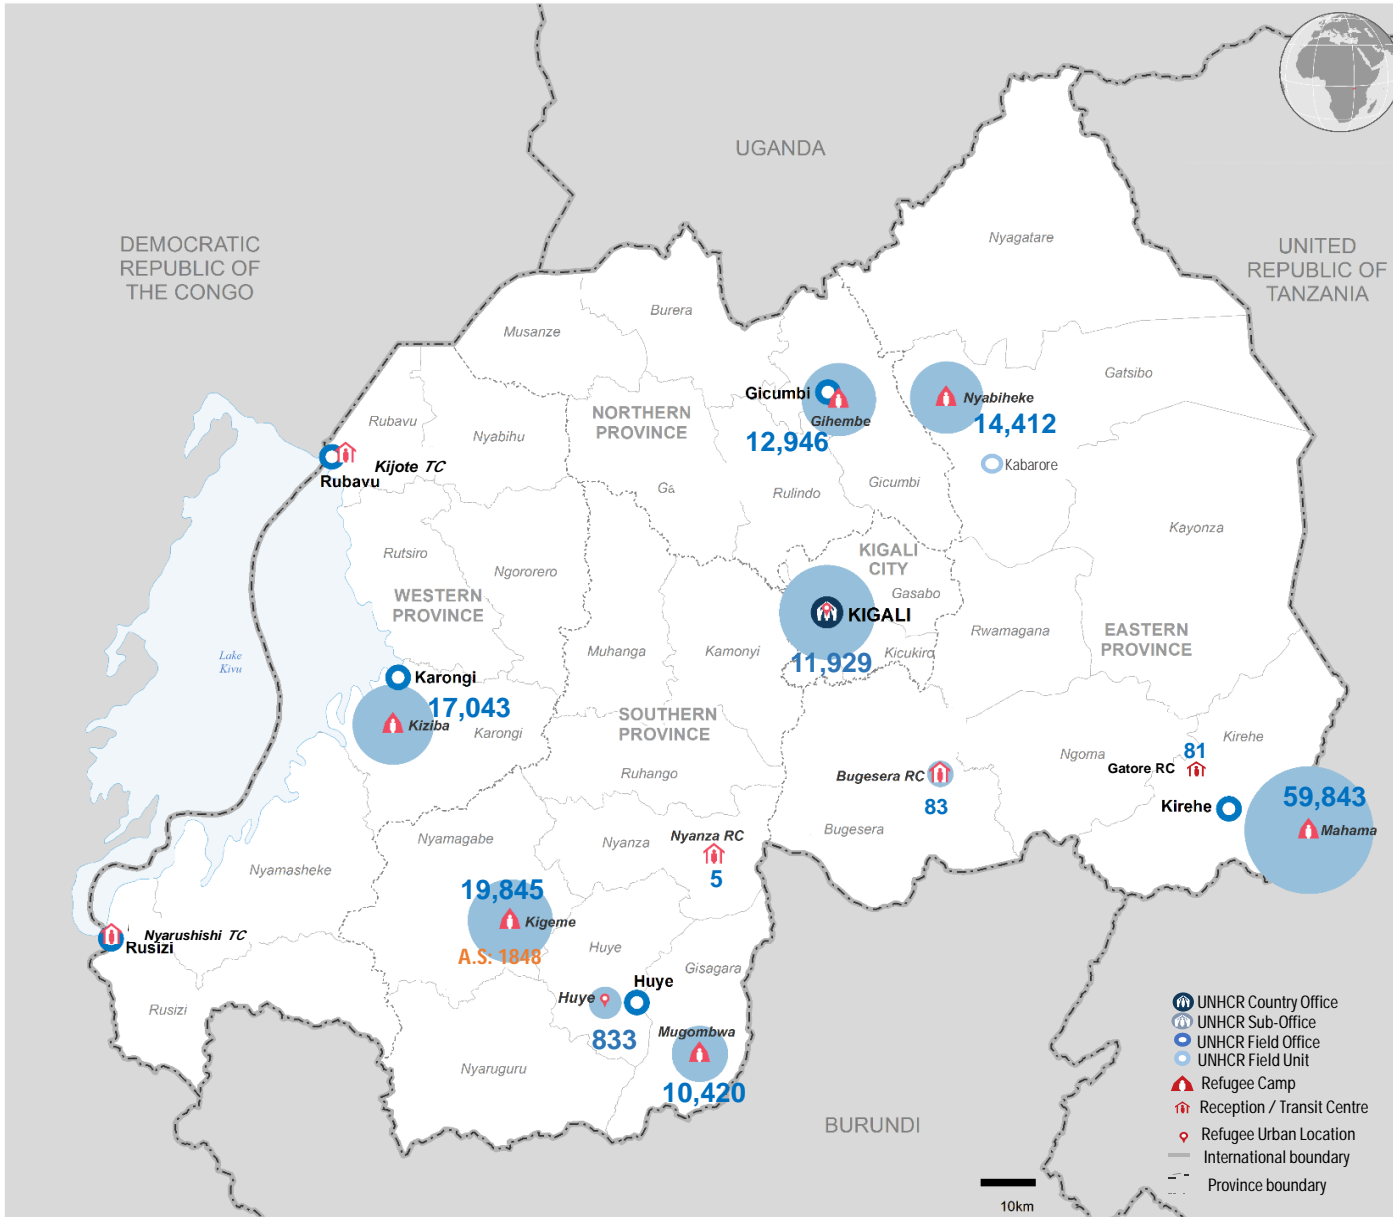 UGANDA
DEMOCRATIC
REPUBLIC OF
THE CONGO
UNITED
REPUBLIC OF
TANZANIA
Nyagatare
Burera
Musanze
Gatsibo
Gicumbi
Gihembe
12,946
Nyabiheke
14,412
Kabarore
NORTHERN
PROVINCE
Rubavu
Nyabihu
Kijote TC
Rubavu
Ga
Rulindo
Gicumbi
Kayonza
Rutsiro
Ngororero
WESTERN
PROVINCE
KIGALI
CITY
Gasabo
KIGALI
11,929
Kicukiro
Rwamagana
EASTERN
PROVINCE
Muhanga
Kamonyi
Lake
Kivu
Karongi
17,043
Kiziba
Karongi
SOUTHERN
PROVINCE
Ruhango
Ngoma
Kirehe
81
Gatore RC
Bugesera RC
83
Bugesera
Kirehe
59,843
Mahama
Nyamagabe
Nyanza
Nyanza RC
5
Nyamasheke
19,845
Kigeme
A.S: 1848
Nyarushishi TC
Rusizi
Rusizi
Huye
Gisagara
Huye
Huye
833
Mugombwa
10,420
Nyaruguru
BURUNDI
UNHCR Country Office
UNHCR Sub-Office
UNHCR Field Office
UNHCR Field Unit
Refugee Camp
Reception / Transit Centre
Refugee Urban Location
International boundary
Province boundary
10km